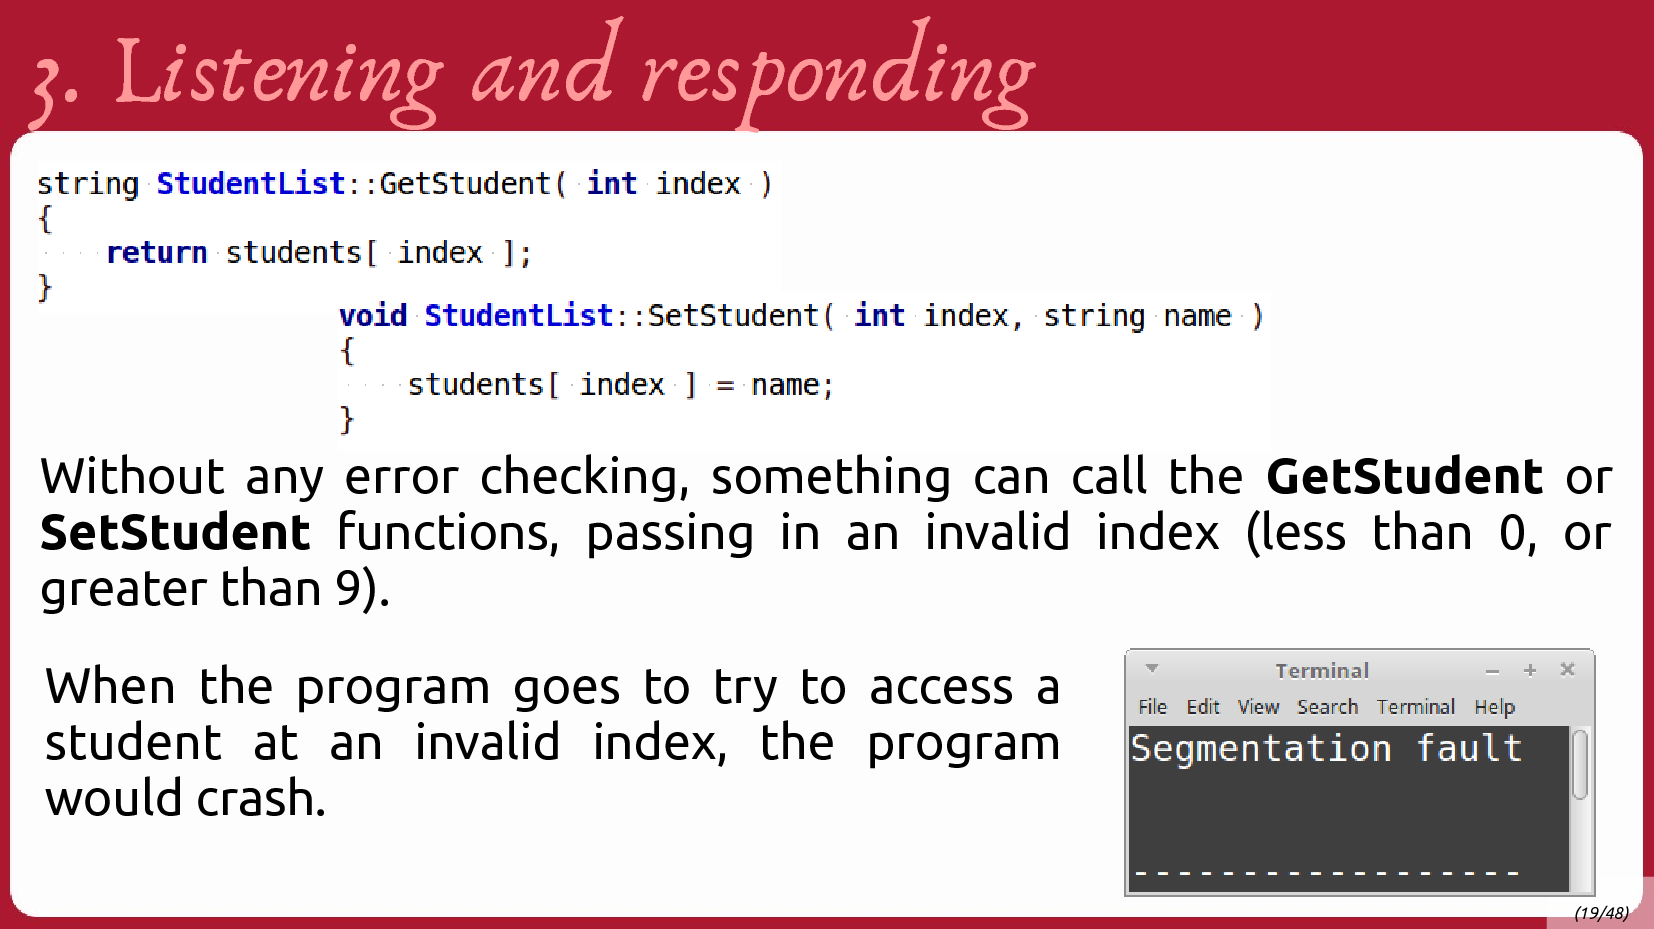 3. Listening and responding
string StudentList::GetStudent( int index )
{
    return students[ index ];
}
void StudentList::SetStudent( int index, string name )
{
    students[ index ] = name;
}
Without any error checking, something can call the GetStudent or
SetStudent functions, passing in an invalid index (less than 0, or
greater than 9).
When the program goes to try to access a
student at an invalid index, the program
would crash.
Terminal
File Edit View Search Terminal Help
Segmentation fault
------------------
(19/48)